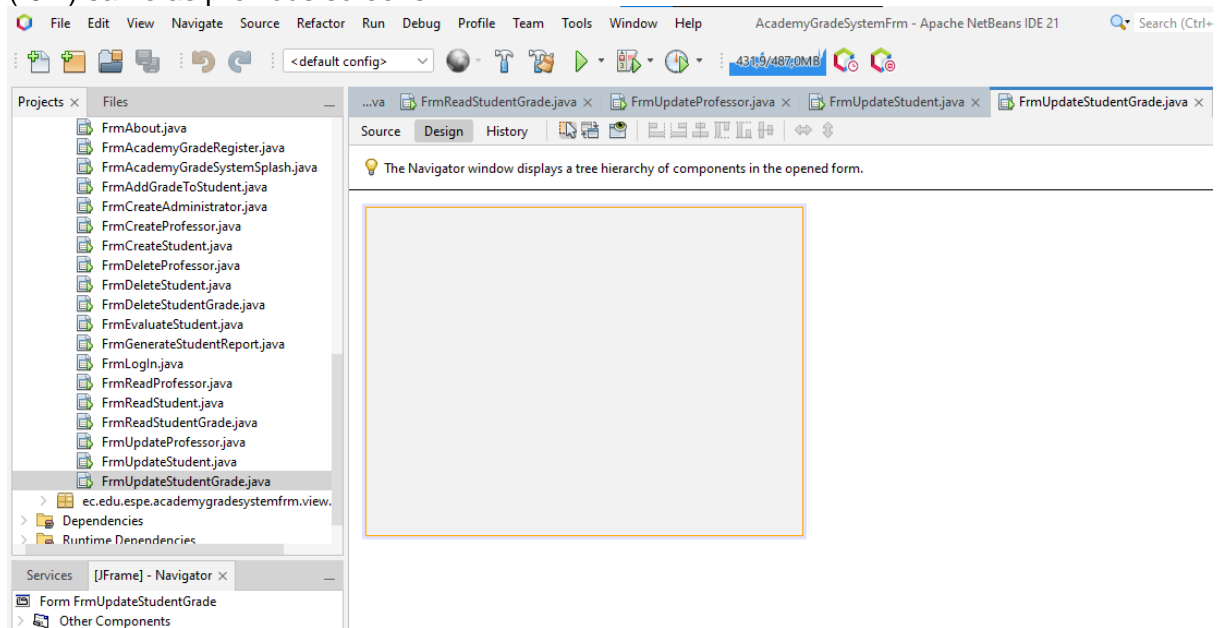 File Edit View Navigate Source Refactor Run Debug Profile Team Tools Window Help AcademyGradeSystemFrm - Apache NetBeans IDE 21 Search (Ctrl+
<default config> 431,9/487,0MB
Projects × Files
...va FrmReadStudentGrade.java × FrmUpdateProfessor.java × FrmUpdateStudent.java × FrmUpdateStudentGrade.java ×
Source Design History
The Navigator window displays a tree hierarchy of components in the opened form.
FrmAbout.java
FrmAcademyGradeRegister.java
FrmAcademyGradeSystemSplash.java
FrmAddGradeToStudent.java
FrmCreateAdministrator.java
FrmCreateProfessor.java
FrmCreateStudent.java
FrmDeleteProfessor.java
FrmDeleteStudent.java
FrmDeleteStudentGrade.java
FrmEvaluateStudent.java
FrmGenerateStudentReport.java
FrmLogIn.java
FrmReadProfessor.java
FrmReadStudent.java
FrmReadStudentGrade.java
FrmUpdateProfessor.java
FrmUpdateStudent.java
FrmUpdateStudentGrade.java
ec.edu.espe.academygradesystemfrm.view.
Dependencies
Runtime Dependencies
Services [JFrame] - Navigator ×
Form FrmUpdateStudentGrade
Other Components